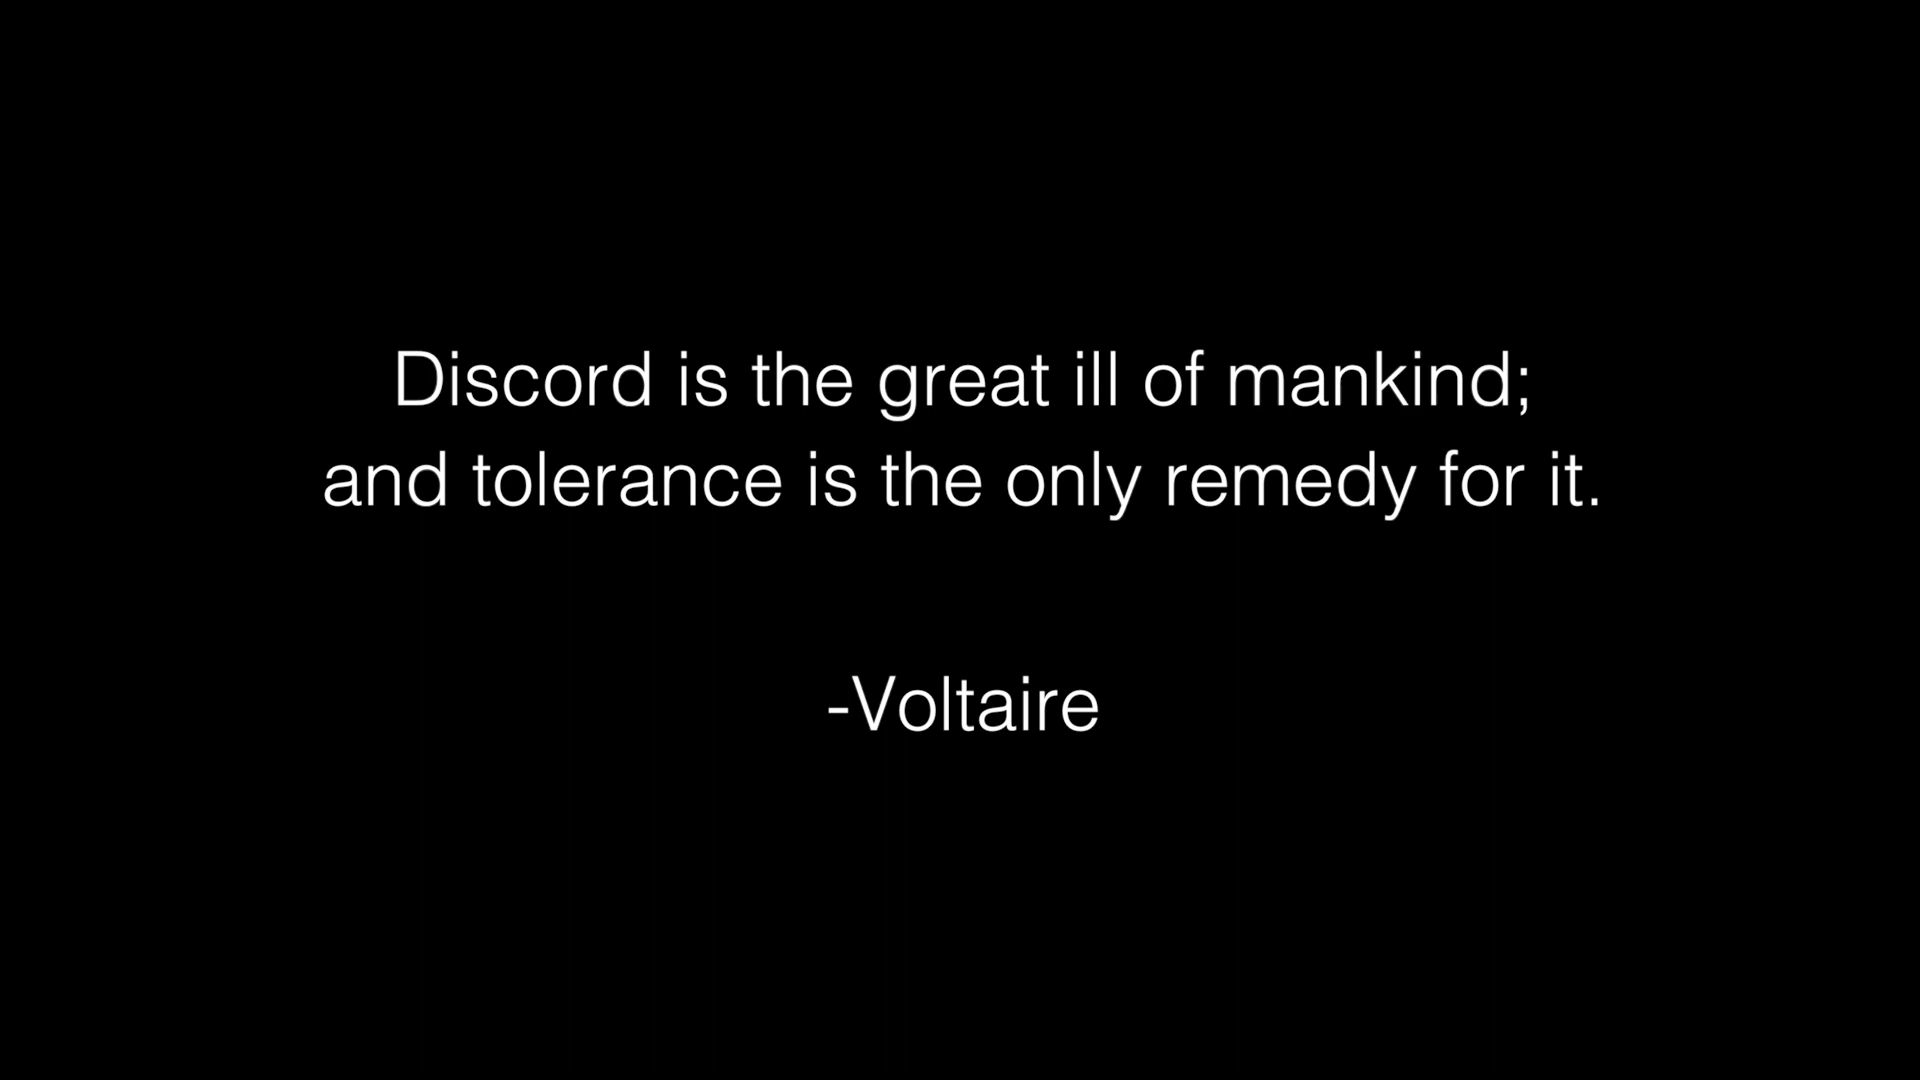 Discord is the great ill of mankind;
and tolerance is the only remedy for it.
-Voltaire